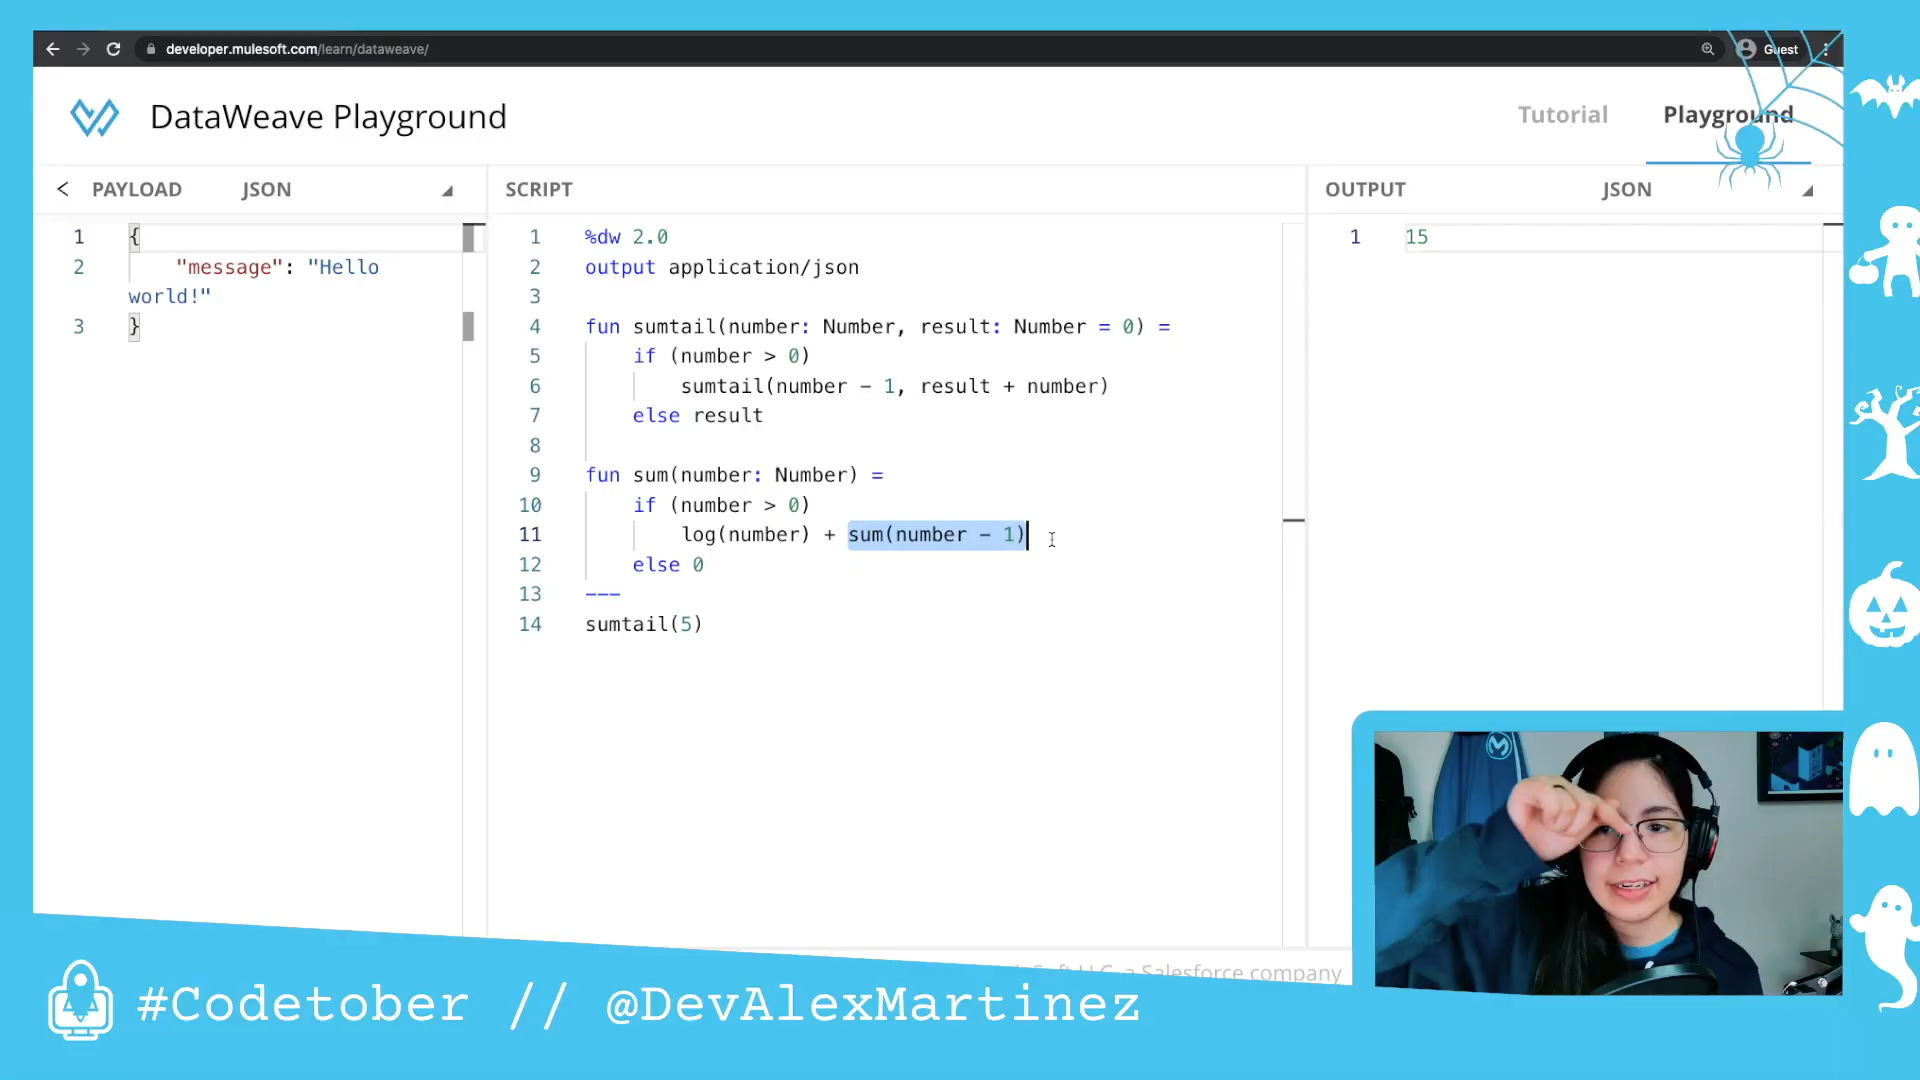 developer.mulesoft.com/learn/dataweave/
Guest
DataWeave Playground
Tutorial
Playground
PAYLOAD
JSON
SCRIPT
OUTPUT
JSON
1 {
2     "message": "Hello
world!"
3 }
1 %dw 2.0
2 output application/json
3
4 fun sumtail(number: Number, result: Number = 0) =
5     if (number > 0)
6         sumtail(number - 1, result + number)
7     else result
8
9 fun sum(number: Number) =
10     if (number > 0)
11         log(number) + sum(number - 1)
12     else 0
13 ---
14 sumtail(5)
1 15
LLC, a Salesforce company
#Codetober // @DevAlexMartinez